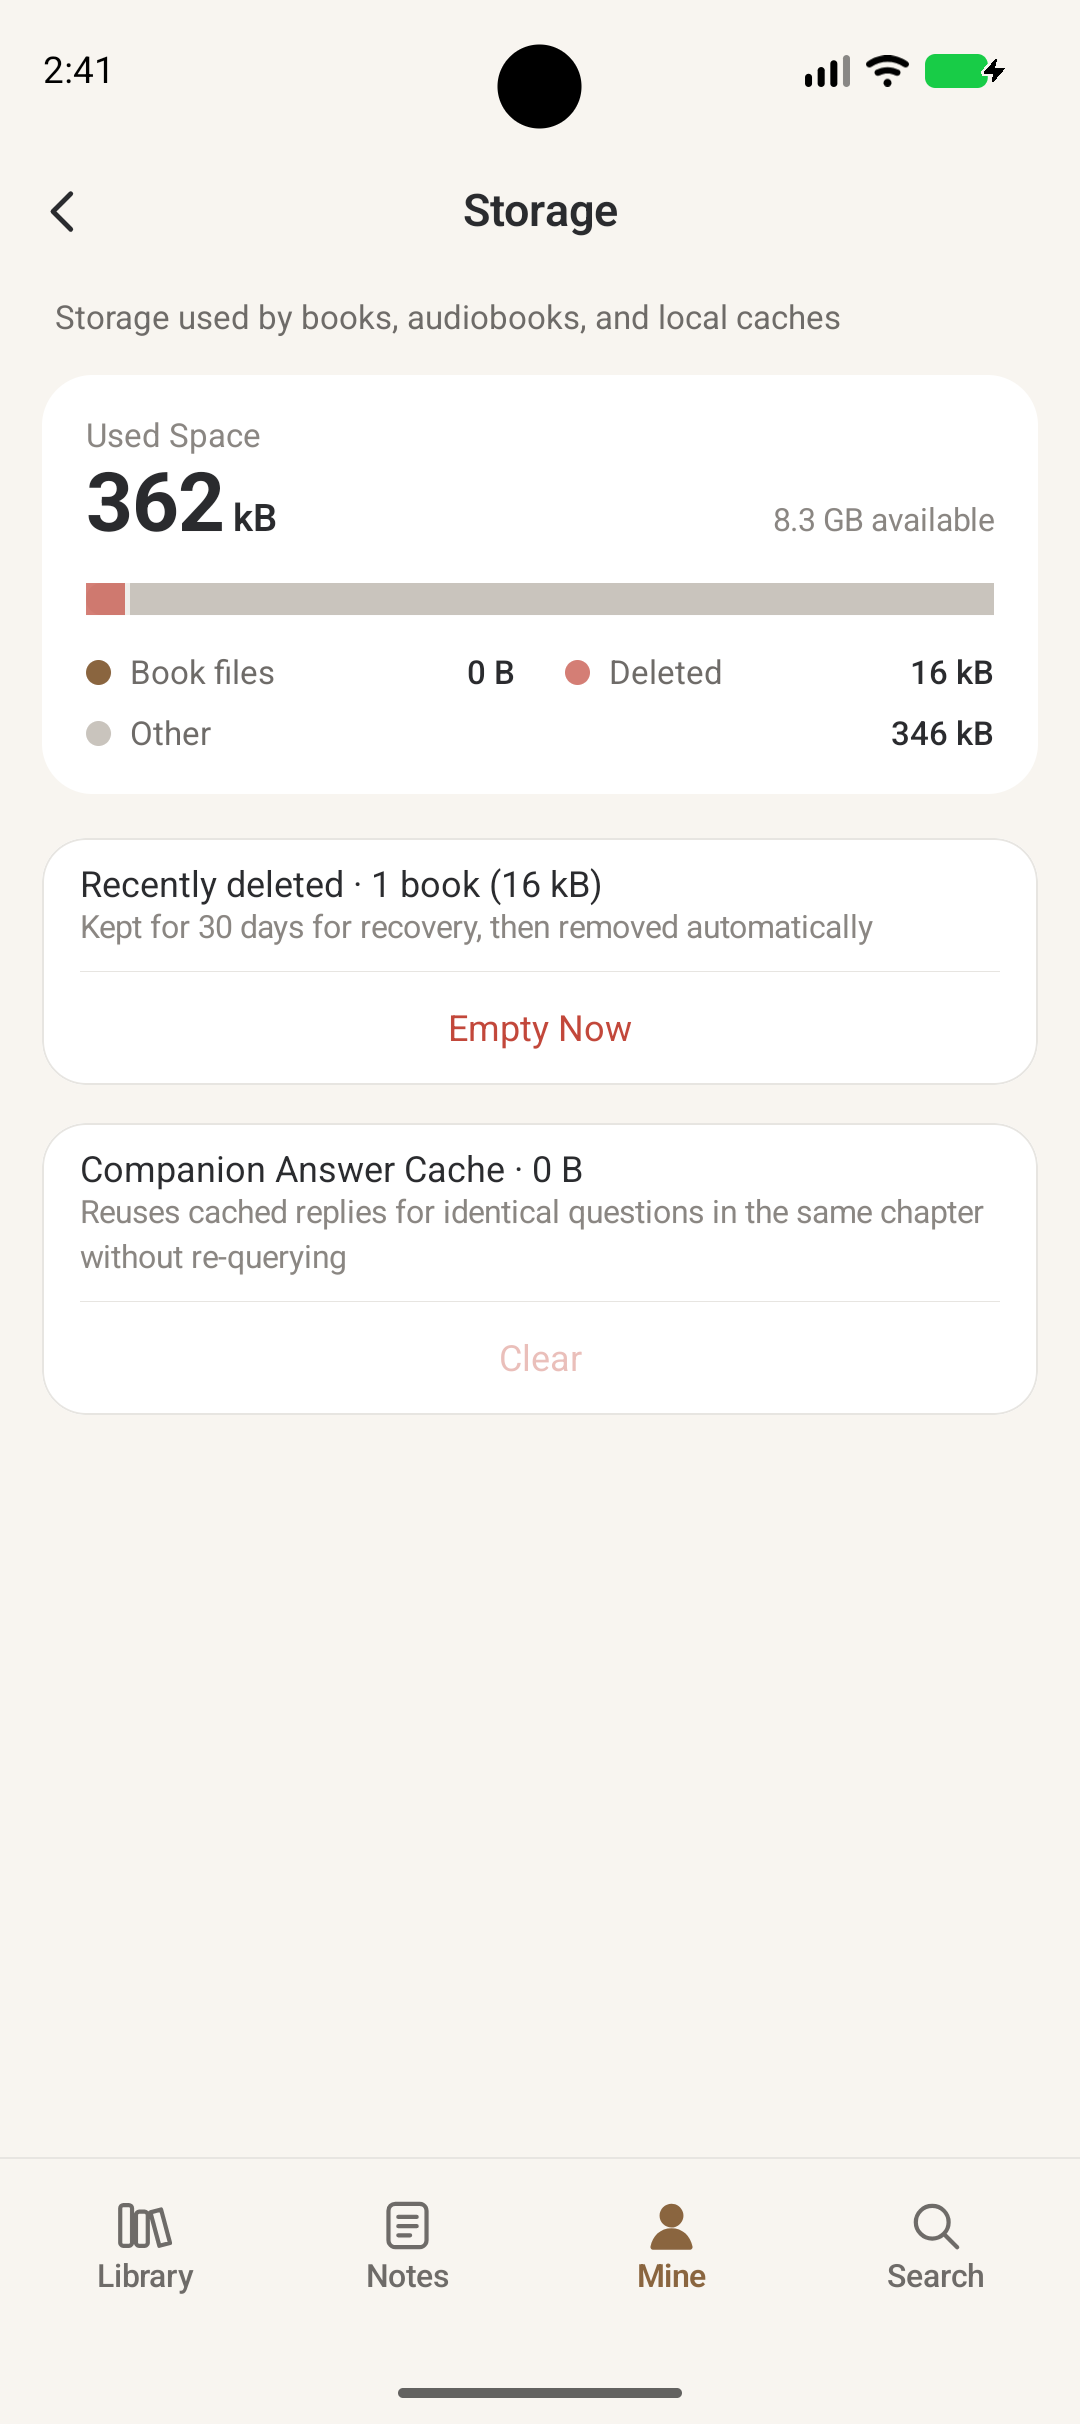 2:41
Storage
Storage used by books, audiobooks, and local caches
Used Space
362 kB
8.3 GB available
Book files 0 B
Deleted 16 kB
Other 346 kB
Recently deleted · 1 book (16 kB)
Kept for 30 days for recovery, then removed automatically
Empty Now
Companion Answer Cache · 0 B
Reuses cached replies for identical questions in the same chapter
without re-querying
Clear
Library
Notes
Mine
Search